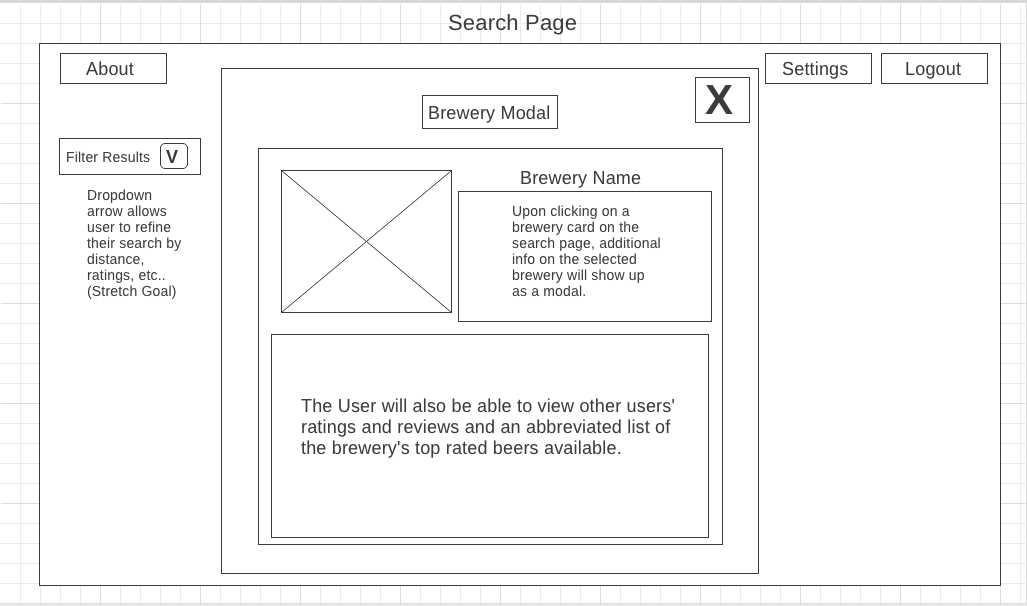 Search Page
About
Settings
Logout
X
Brewery Modal
Filter Results V
Dropdown
arrow allows
user to refine
their search by
distance,
ratings, etc..
(Stretch Goal)
Brewery Name
Upon clicking on a
brewery card on the
search page, additional
info on the selected
brewery will show up
as a modal.
The User will also be able to view other users'
ratings and reviews and an abbreviated list of
the brewery's top rated beers available.